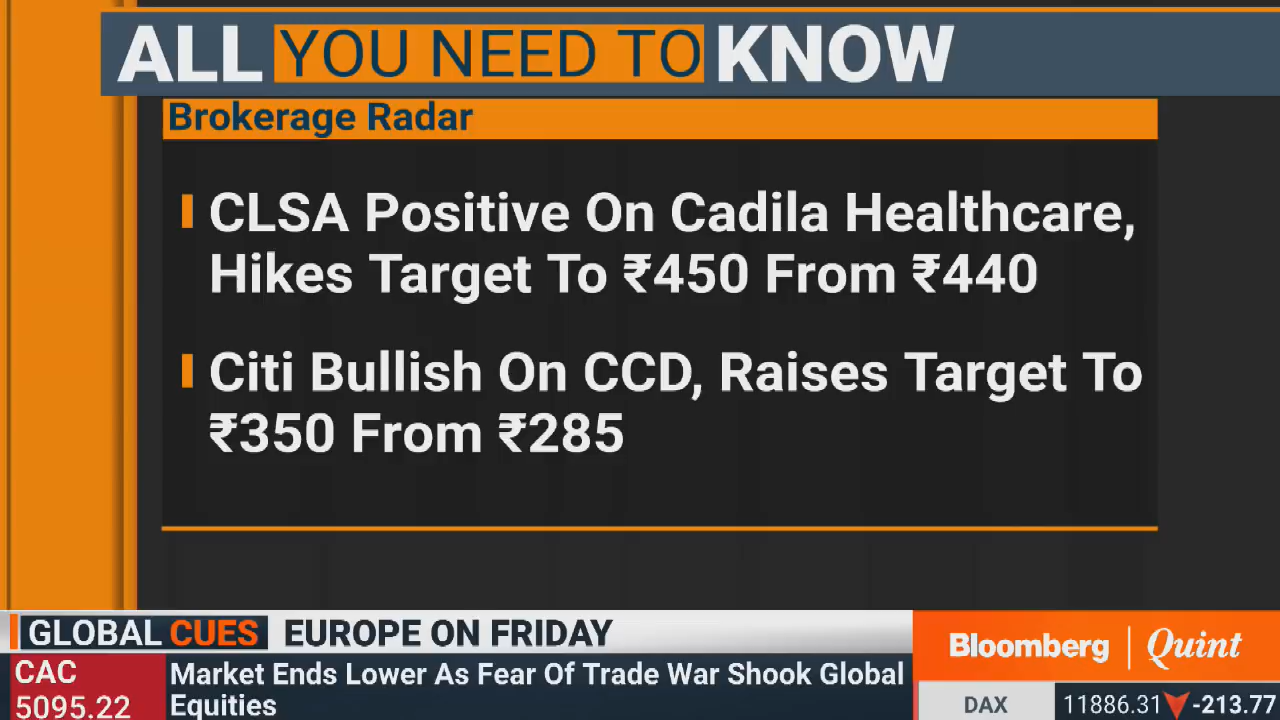 ALL YOU NEED TO KNOW
Brokerage Radar
CLSA Positive On Cadila Healthcare,
Hikes Target To ₹450 From ₹440
Citi Bullish On CCD, Raises Target To
₹350 From ₹285
GLOBAL CUES EUROPE ON FRIDAY
CAC
5095.22
Market Ends Lower As Fear Of Trade War Shook Global
Equities
Bloomberg | Quint
DAX 11886.31 -213.77